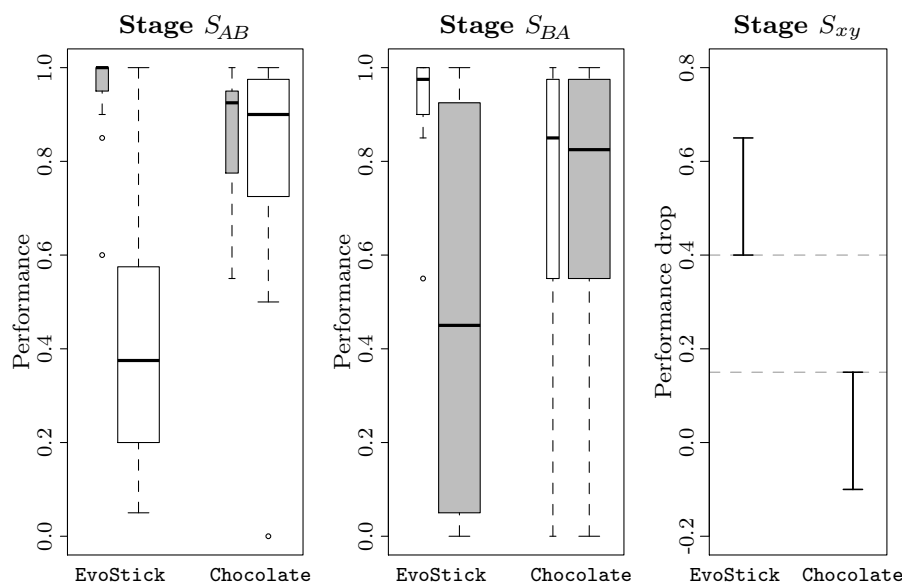 Stage S_AB
Performance
0.0
0.2
0.4
0.6
0.8
1.0
EvoStick
Chocolate
Stage S_BA
Performance
0.0
0.2
0.4
0.6
0.8
1.0
EvoStick
Chocolate
Stage S_xy
Performance drop
-0.2
0.0
0.2
0.4
0.6
0.8
EvoStick
Chocolate